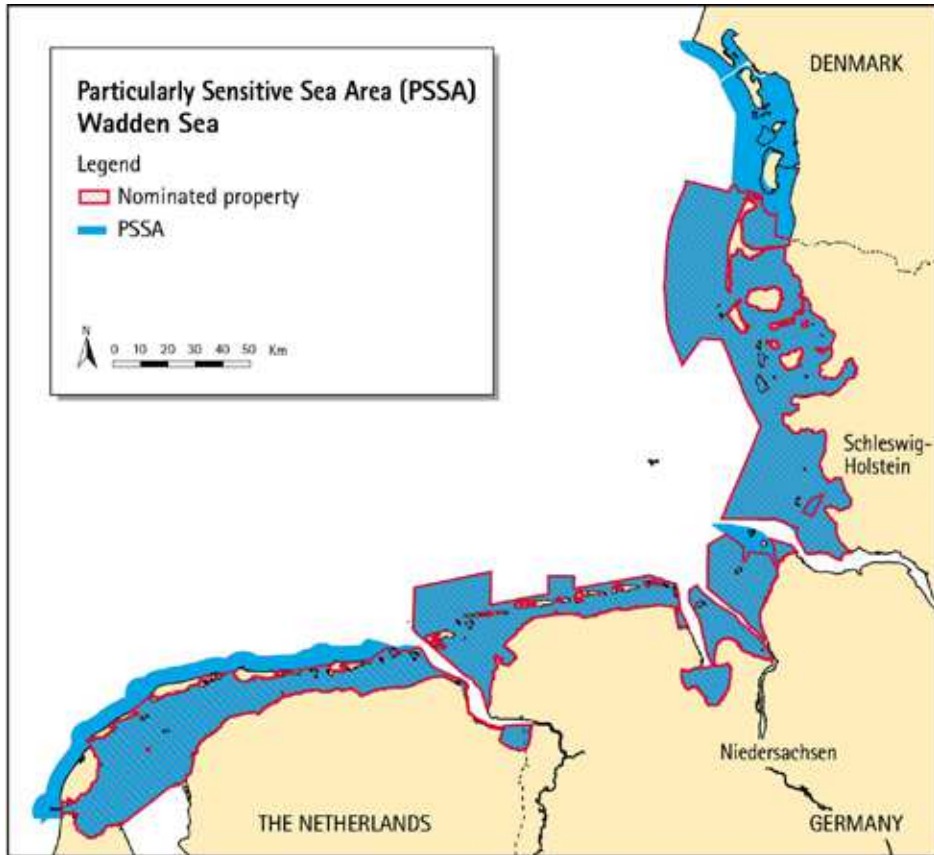 Particularly Sensitive Sea Area (PSSA)
Wadden Sea
Legend
Nominated property
PSSA
N
0 10 20 30 40 50 Km
DENMARK
Schleswig-
Holstein
Niedersachsen
THE NETHERLANDS
GERMANY